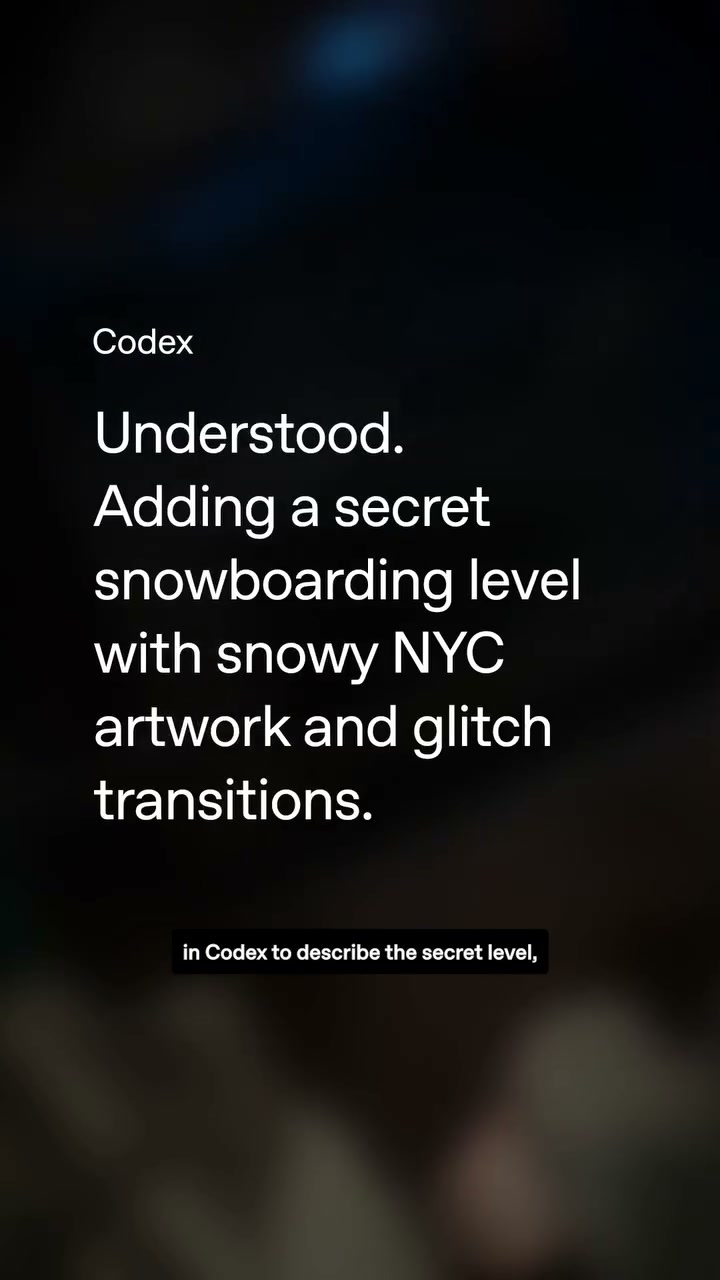 Codex
Understood.
Adding a secret
snowboarding level
with snowy NYC
artwork and glitch
transitions.
in Codex to describe the secret level,